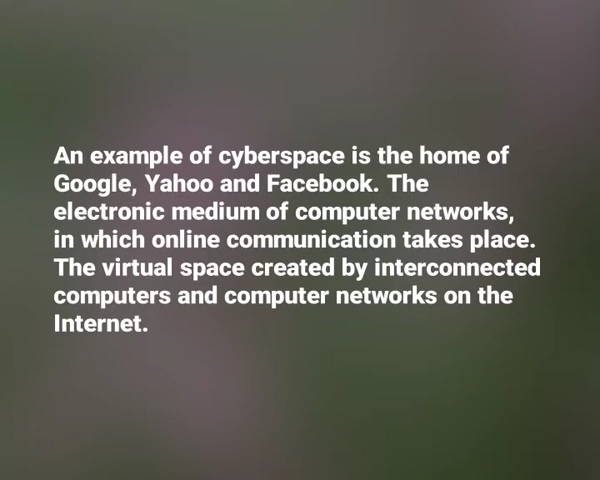 An example of cyberspace is the home of
Google, Yahoo and Facebook. The
electronic medium of computer networks,
in which online communication takes place.
The virtual space created by interconnected
computers and computer networks on the
Internet.